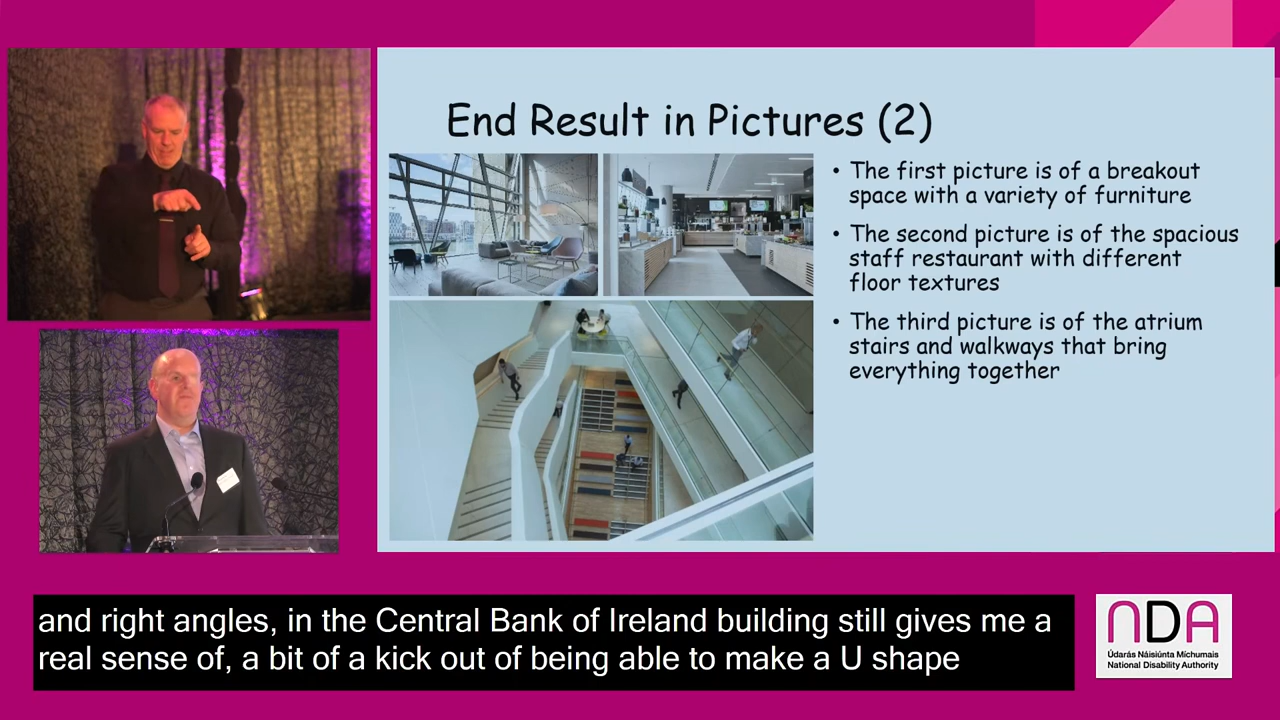 End Result in Pictures (2)
• The first picture is of a breakout
space with a variety of furniture
• The second picture is of the spacious
staff restaurant with different
floor textures
• The third picture is of the atrium
stairs and walkways that bring
everything together
and right angles, in the Central Bank of Ireland building still gives me a
real sense of, a bit of a kick out of being able to make a U shape
NDA
Údarás Náisiúnta Míchumais
National Disability Authority